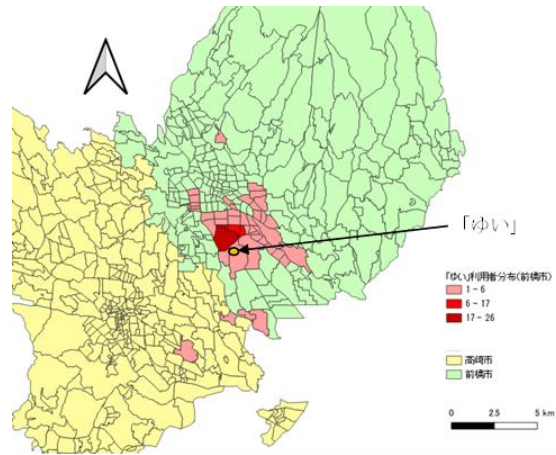 「ゆい」
「ゆい」利用者分布(前橋市)
1 - 6
6 - 17
17 - 26
高崎市
前橋市
0 2.5 5 km